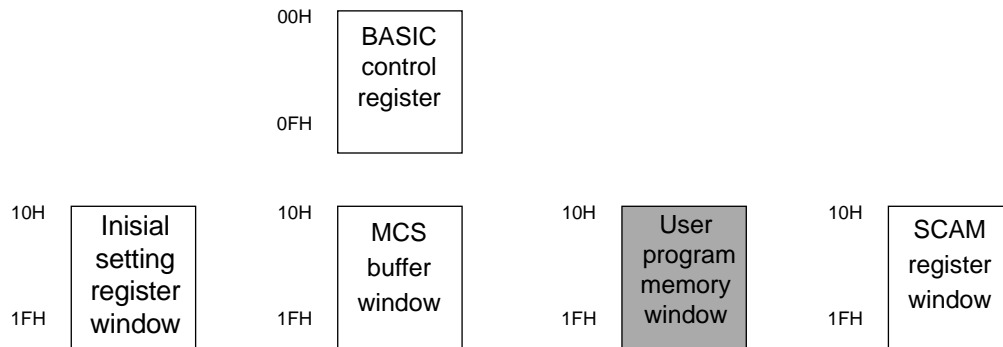 00H
BASIC
control
register
0FH
10H
Inisial
setting
register
window
1FH
10H
MCS
buffer
window
1FH
10H
User
program
memory
window
1FH
10H
SCAM
register
window
1FH